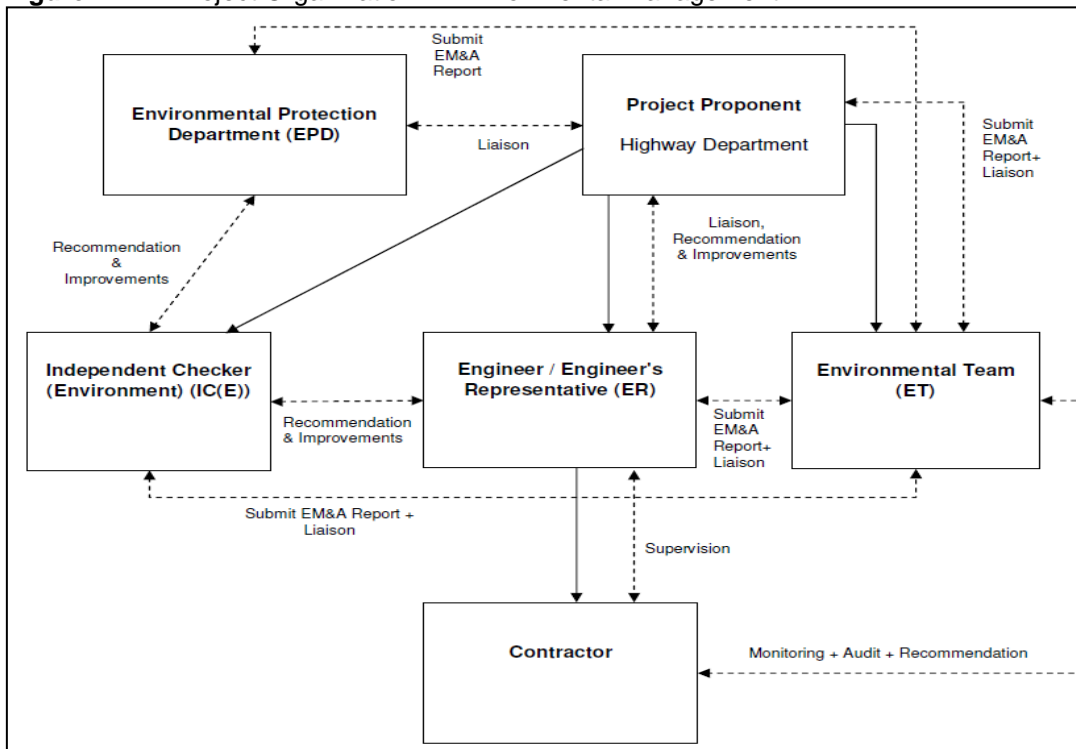 Submit
EM&A
Report
Environmental Protection
Department (EPD)
Liaison
Project Proponent
Highway Department
Submit
EM&A
Report+
Liaison
Recommendation
&
Improvements
Liaison,
Recommendation
& Improvements
Independent Checker
(Environment) (IC(E))
Recommendation
& Improvements
Engineer / Engineer's
Representative (ER)
Submit
EM&A
Report+
Liaison
Environmental Team
(ET)
Submit EM&A Report +
Liaison
Supervision
Contractor
Monitoring + Audit + Recommendation